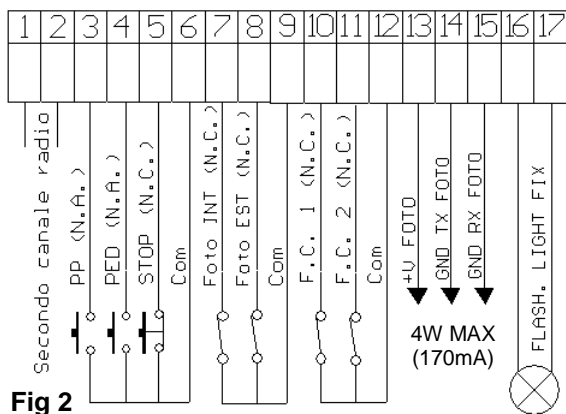 1 2 3 4 5 6 7 8 9 10 11 12 13 14 15 16 17
Secondo canale radio
PP (N.A.)
PED (N.A.)
STOP (N.C.)
Com
Foto INT (N.C.)
Foto EST (N.C.)
Com
F.C. 1 (N.C.)
F.C. 2 (N.C.)
Com
+V FOTO
GND TX FOTO
GND RX FOTO
FLASH. LIGHT FIX
4W MAX
(170mA)
Fig 2